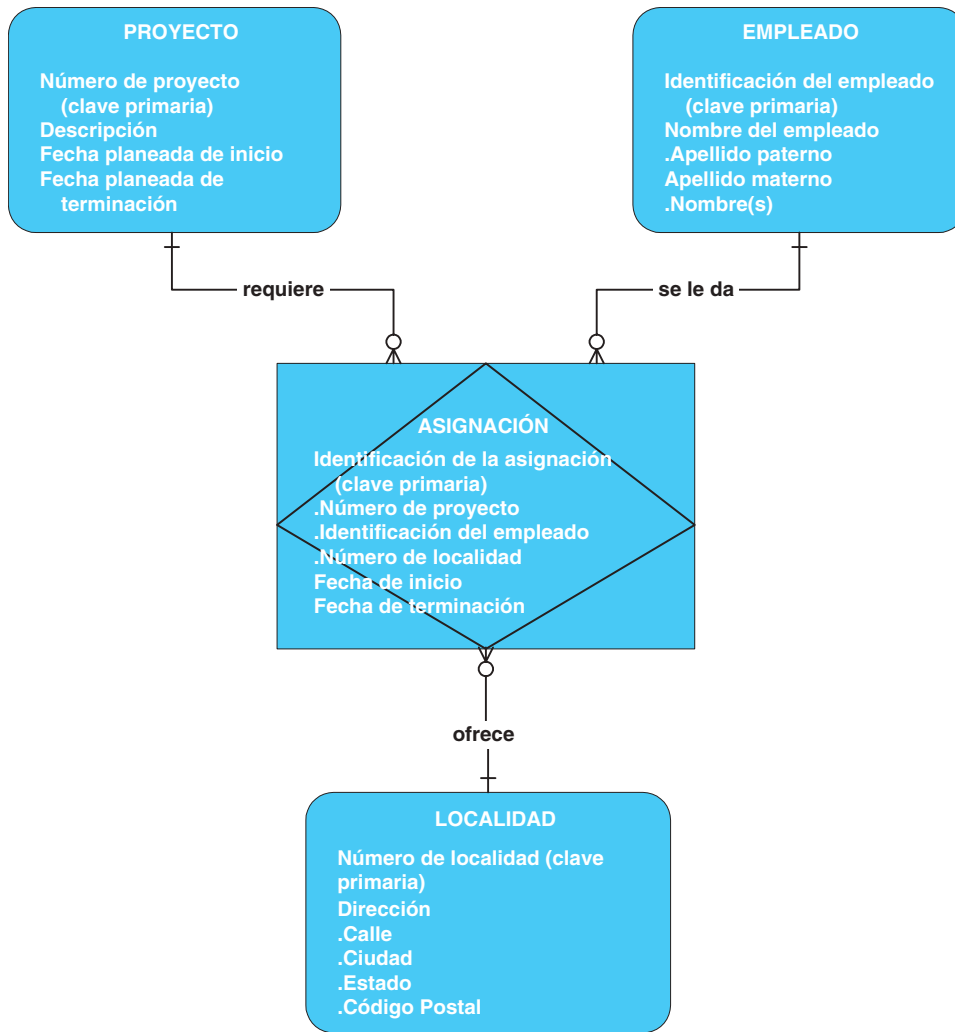 PROYECTO
Número de proyecto
(clave primaria)
Descripción
Fecha planeada de inicio
Fecha planeada de
terminación
EMPLEADO
Identificación del empleado
(clave primaria)
Nombre del empleado
.Apellido paterno
Apellido materno
.Nombre(s)
requiere
se le da
ASIGNACIÓN
Identificación de la asignación
(clave primaria)
.Número de proyecto
.Identificación del empleado
.Número de localidad
Fecha de inicio
Fecha de terminación
ofrece
LOCALIDAD
Número de localidad (clave
primaria)
Dirección
.Calle
.Ciudad
.Estado
.Código Postal